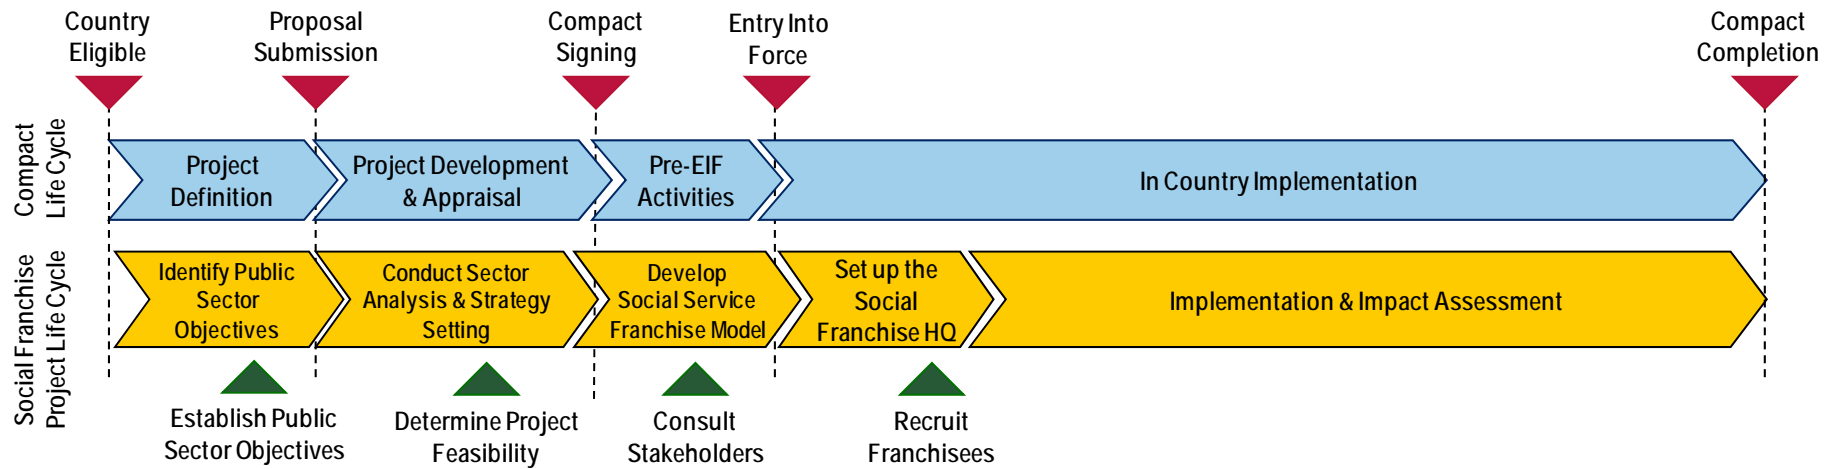 Country
Eligible
Proposal
Submission
Compact
Signing
Entry Into
Force
Compact
Completion
Compact
Life Cycle
Project
Definition
Project Development
& Appraisal
Pre-EIF
Activities
In Country Implementation
Social Franchise
Project Life Cycle
Identify Public
Sector
Objectives
Conduct Sector
Analysis & Strategy
Setting
Develop
Social Service
Franchise Model
Set up the
Social
Franchise HQ
Implementation & Impact Assessment
Establish Public
Sector Objectives
Determine Project
Feasibility
Consult
Stakeholders
Recruit
Franchisees